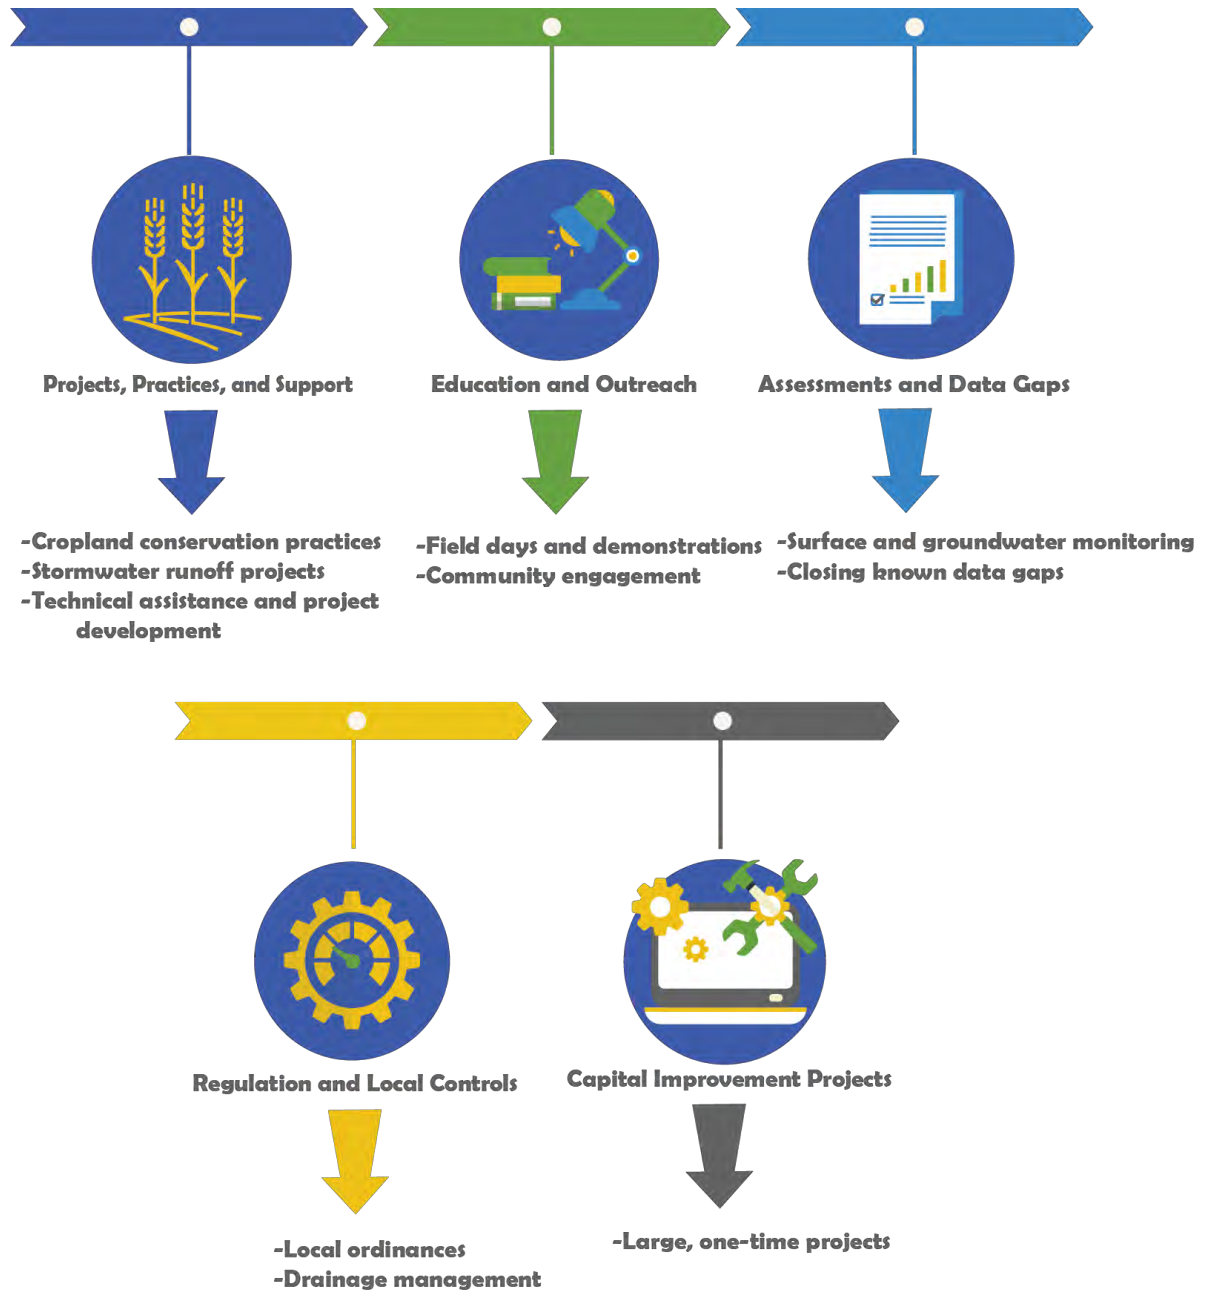 Projects, Practices, and Support
Education and Outreach
Assessments and Data Gaps
-Cropland conservation practices
-Stormwater runoff projects
-Technical assistance and project
development
-Field days and demonstrations
-Community engagement
-Surface and groundwater monitoring
-Closing known data gaps
Regulation and Local Controls
Capital Improvement Projects
-Local ordinances
-Drainage management
-Large, one-time projects